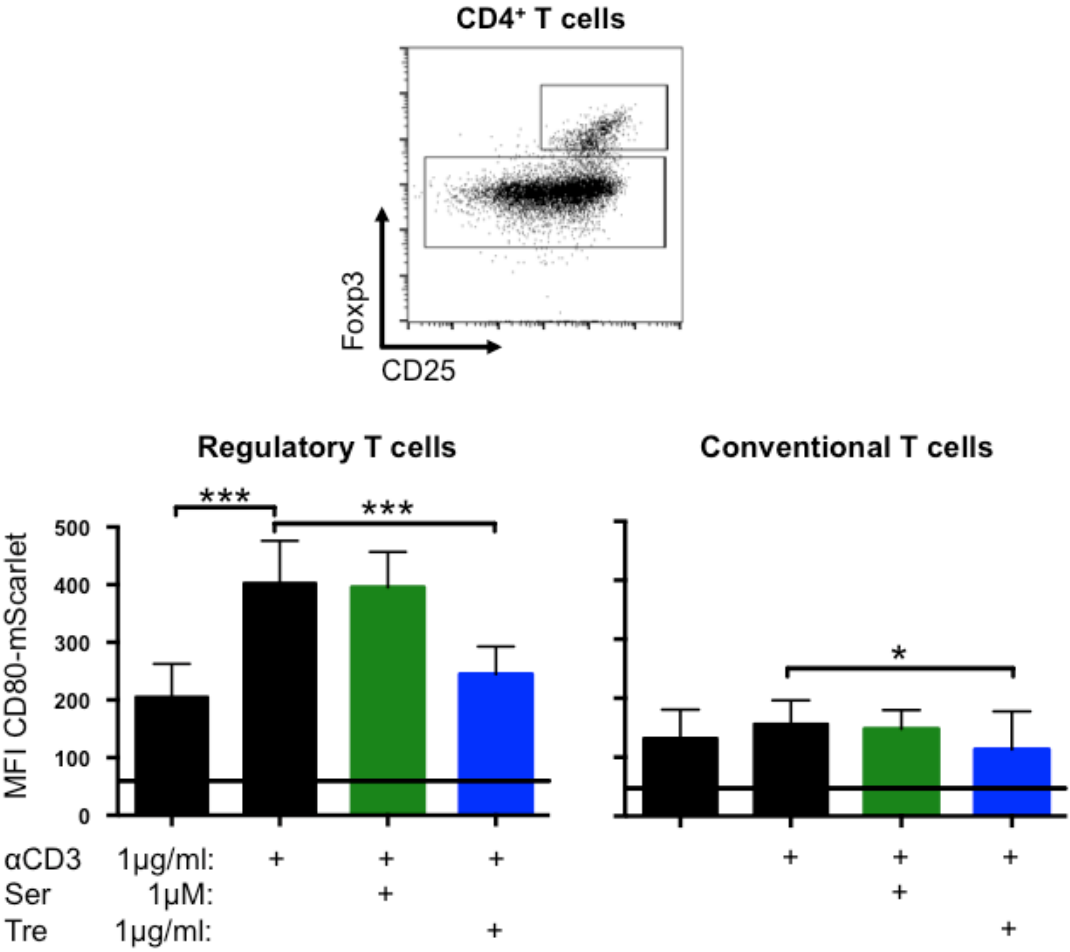 CD4⁺ T cells
Foxp3
CD25
Regulatory T cells
Conventional T cells
MFI CD80-mScarlet
500
400
300
200
100
0
***
***
*
αCD3 1µg/ml: + + + + + +
Ser 1µM: + +
Tre 1µg/ml: + +